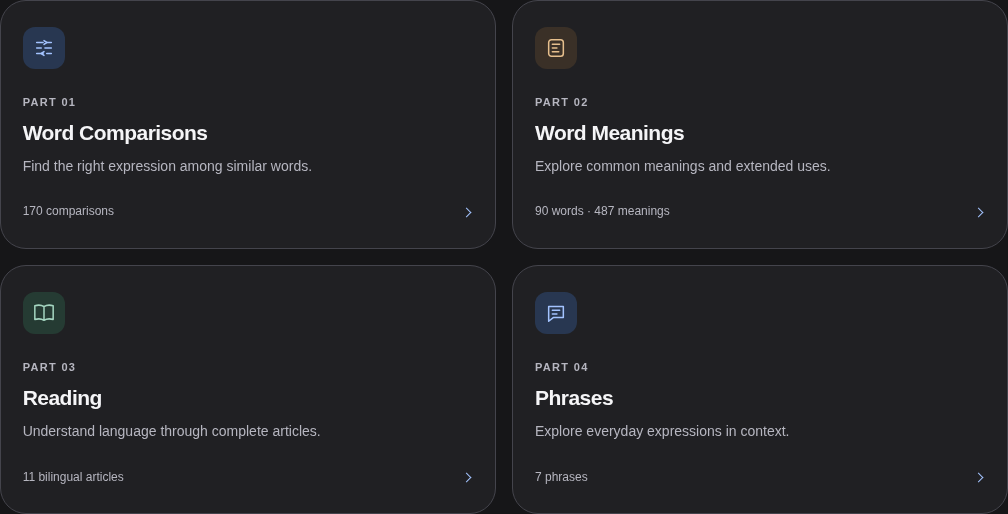 PART 01
Word Comparisons
Find the right expression among similar words.
170 comparisons
PART 02
Word Meanings
Explore common meanings and extended uses.
90 words · 487 meanings
PART 03
Reading
Understand language through complete articles.
11 bilingual articles
PART 04
Phrases
Explore everyday expressions in context.
7 phrases